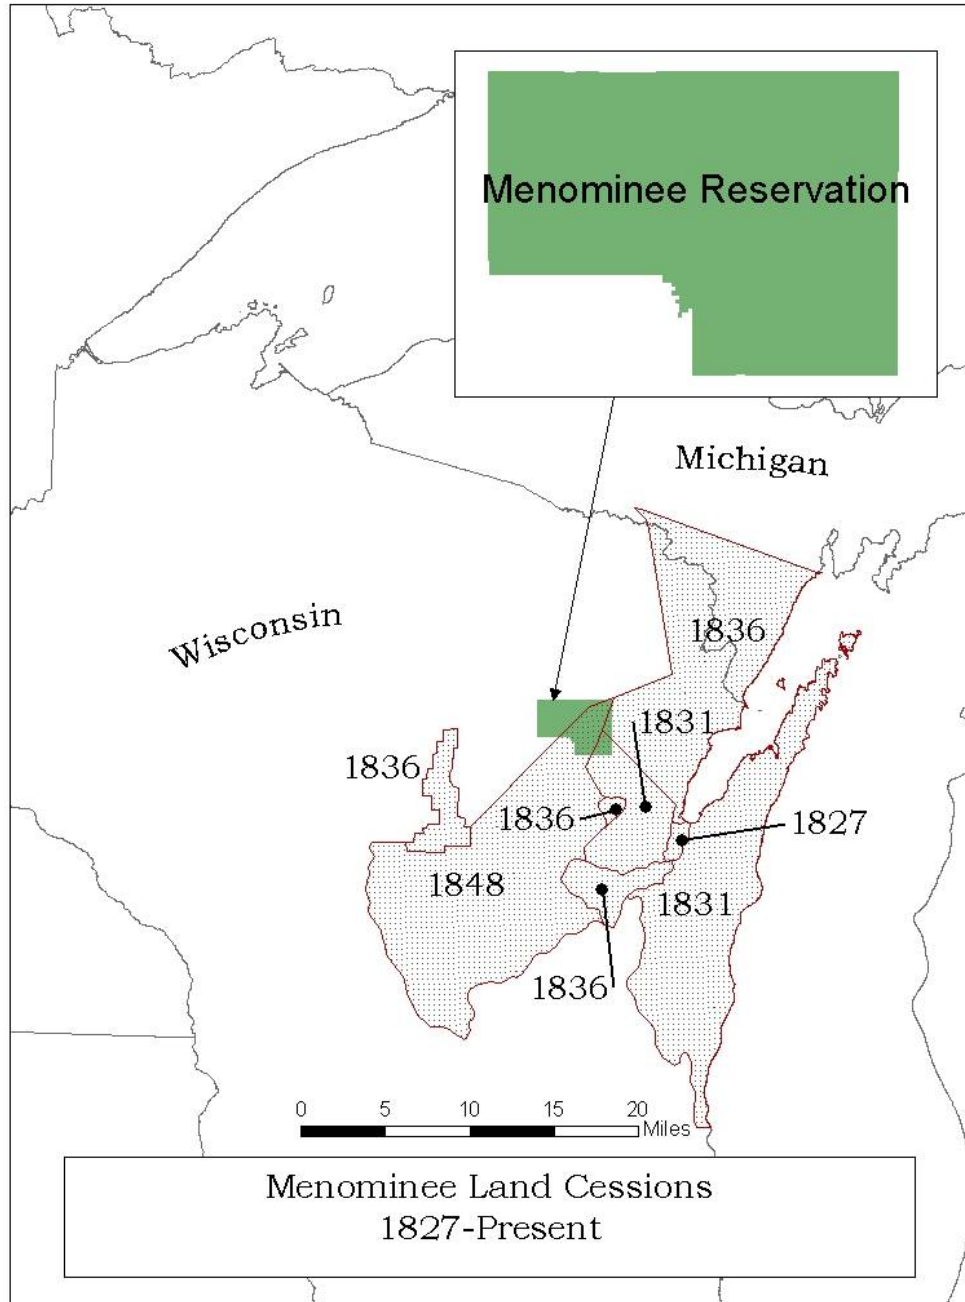 Menominee Reservation
Michigan
Wisconsin
1836
1831
1836
1836
1827
1848
1831
1836
0 5 10 15 20
Miles
Menominee Land Cessions
1827-Present